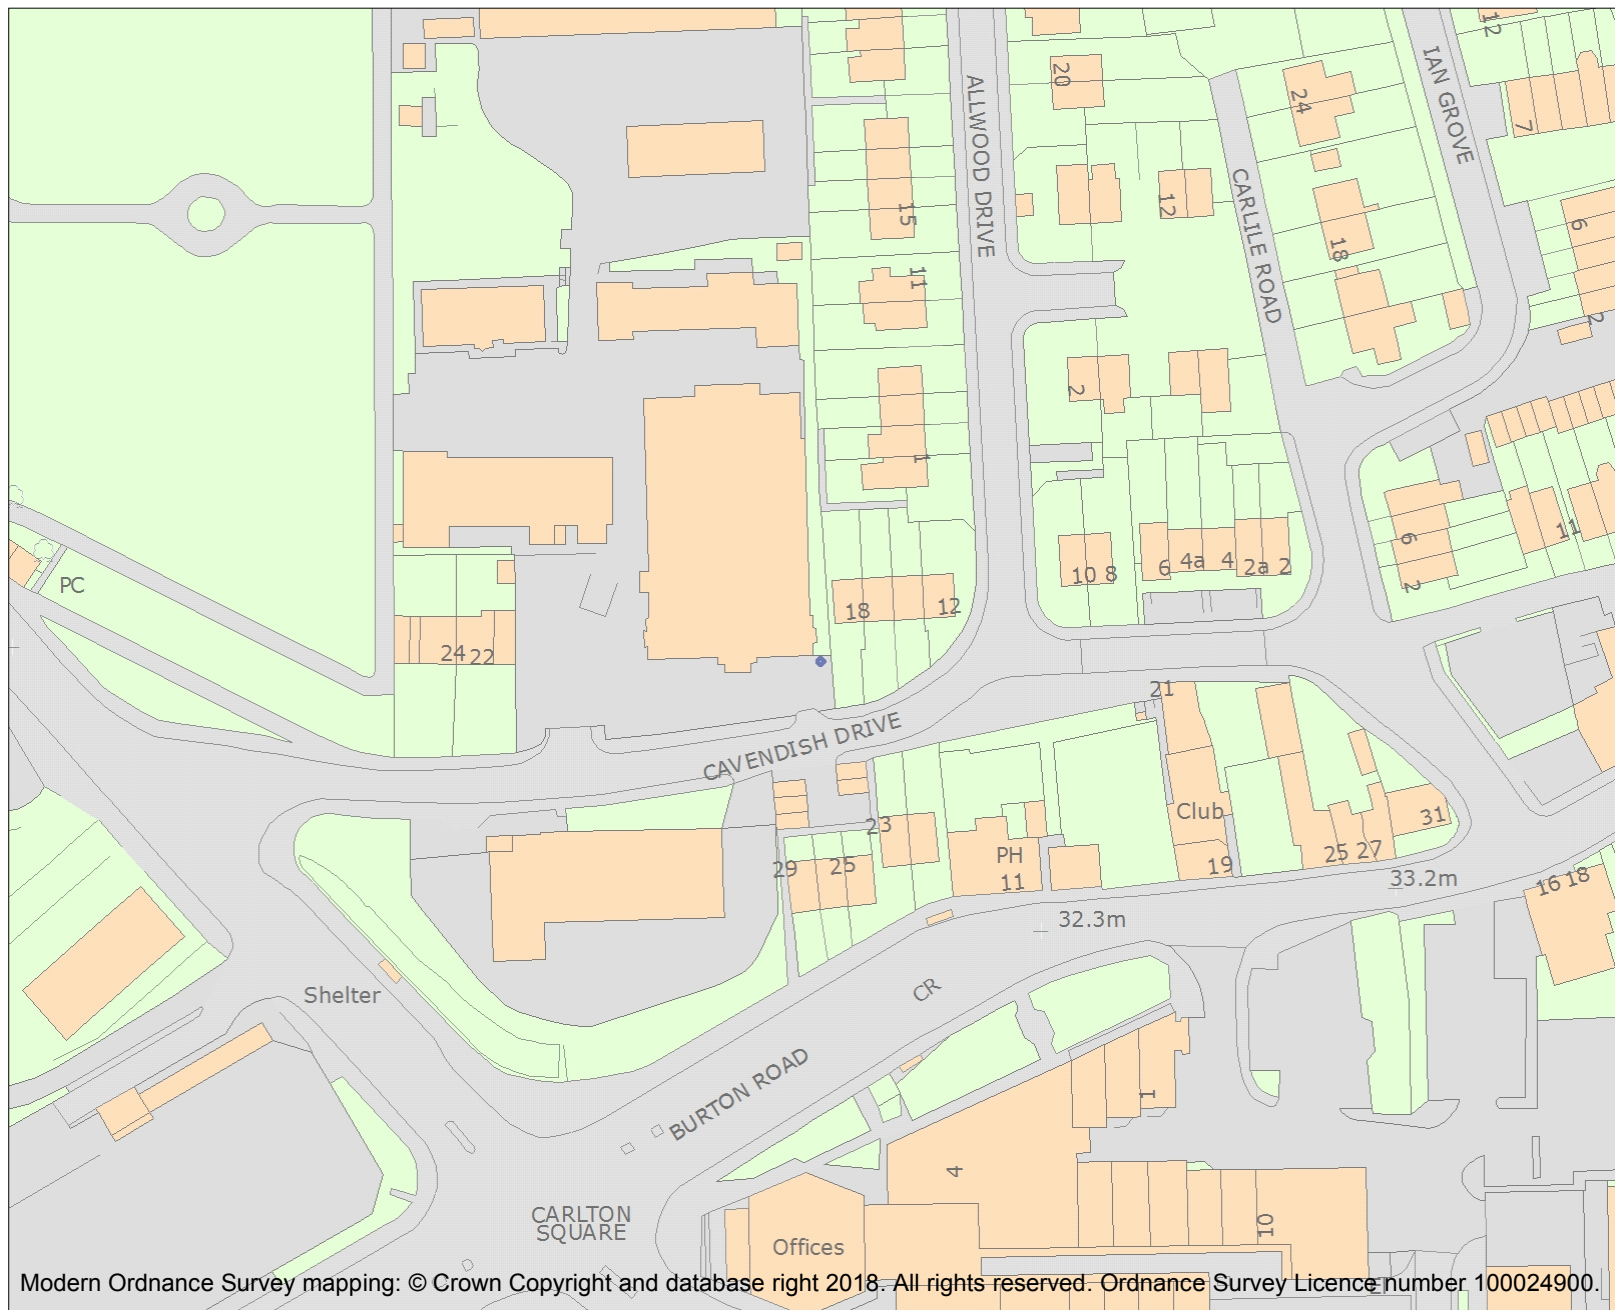 12
IAN GROVE
20
24
7
ALLWOOD DRIVE
CARLILE ROAD
15
12
6
18
11
2
2
1
6
11
PC
10 8
6
4a
4
2a
2
2
18
12
24
22
21
CAVENDISH DRIVE
Club
31
23
PH
11
29
25
19
25
27
33.2m
16
18
32.3m
Shelter
CR
BURTON ROAD
1
4
CARLTON
SQUARE
10
Offices
Modern Ordnance Survey mapping: © Crown Copyright and database right 2018. All rights reserved. Ordnance Survey Licence number 100024900.